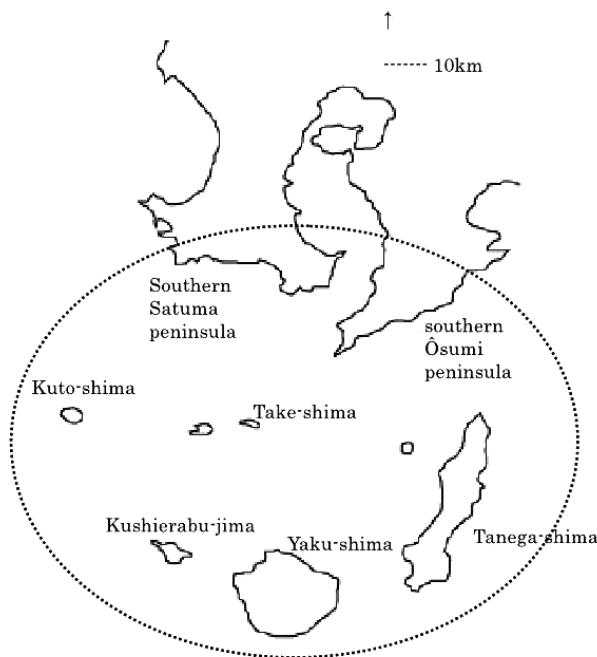 ↑
10km
Southern
Satuma
peninsula
southern
Ôsumi
peninsula
Kuto-shima
Take-shima
Kushierabu-jima
Yaku-shima
Tanega-shima